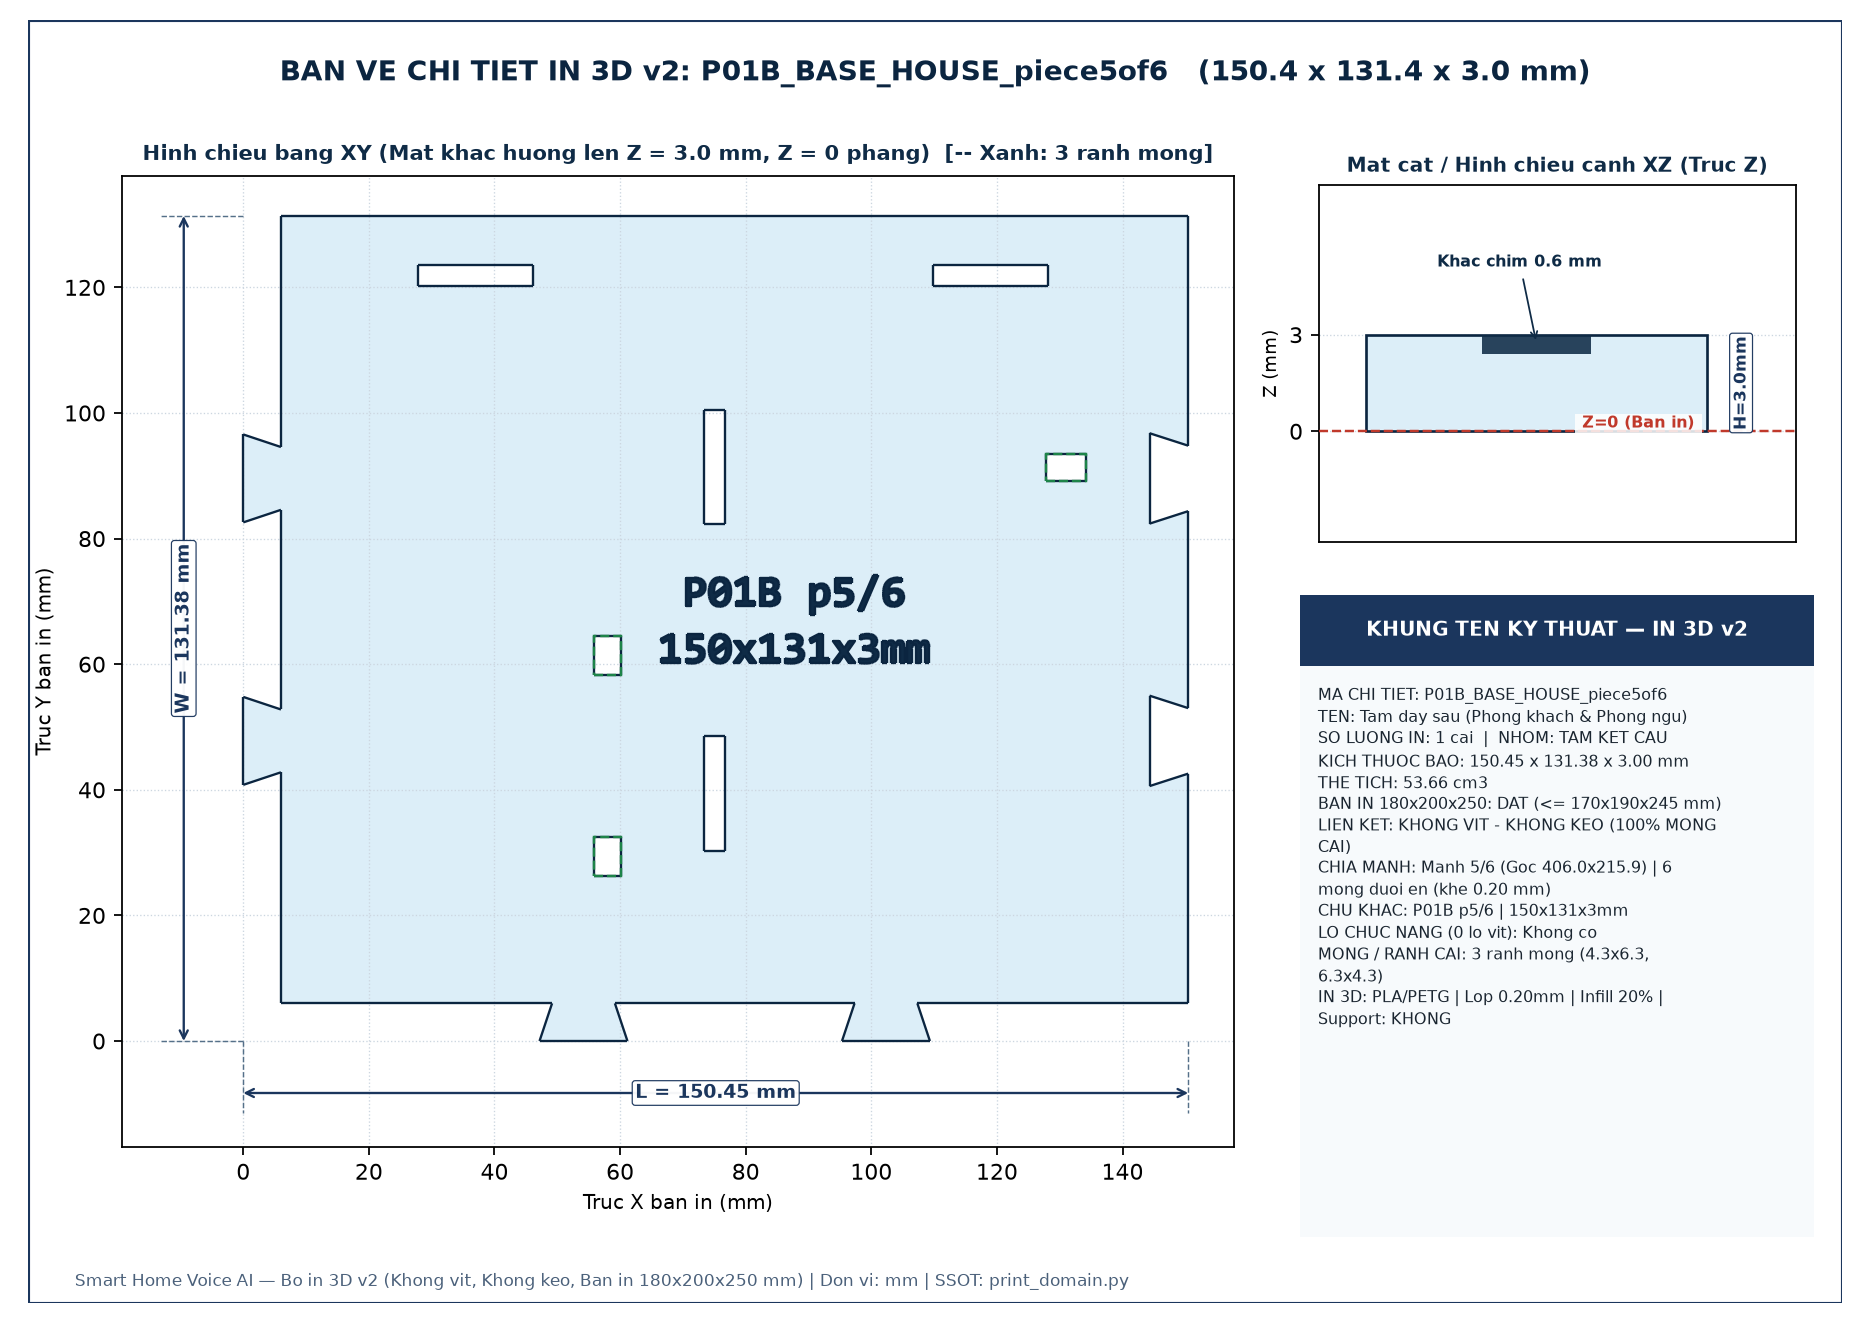 BAN VE CHI TIET IN 3D v2: P01B_BASE_HOUSE_piece5of6   (150.4 x 131.4 x 3.0 mm)
Hinh chieu bang XY (Mat khac huong len Z = 3.0 mm, Z = 0 phang)  [-- Xanh: 3 ranh mong]
120
100
80
60
40
20
0
Truc Y ban in (mm)
W = 131.38 mm
P01B p5/6
150x131x3mm
L = 150.45 mm
0 20 40 60 80 100 120 140
Truc X ban in (mm)
Mat cat / Hinh chieu canh XZ (Truc Z)
Khac chim 0.6 mm
3
0
Z (mm)
Z=0 (Ban in)
H=3.0mm
KHUNG TEN KY THUAT — IN 3D v2
MA CHI TIET: P01B_BASE_HOUSE_piece5of6
TEN: Tam day sau (Phong khach & Phong ngu)
SO LUONG IN: 1 cai  |  NHOM: TAM KET CAU
KICH THUOC BAO: 150.45 x 131.38 x 3.00 mm
THE TICH: 53.66 cm3
BAN IN 180x200x250: DAT (<= 170x190x245 mm)
LIEN KET: KHONG VIT - KHONG KEO (100% MONG
CAI)
CHIA MANH: Manh 5/6 (Goc 406.0x215.9) | 6
mong duoi en (khe 0.20 mm)
CHU KHAC: P01B p5/6 | 150x131x3mm
LO CHUC NANG (0 lo vit): Khong co
MONG / RANH CAI: 3 ranh mong (4.3x6.3,
6.3x4.3)
IN 3D: PLA/PETG | Lop 0.20mm | Infill 20% |
Support: KHONG
Smart Home Voice AI — Bo in 3D v2 (Khong vit, Khong keo, Ban in 180x200x250 mm) | Don vi: mm | SSOT: print_domain.py